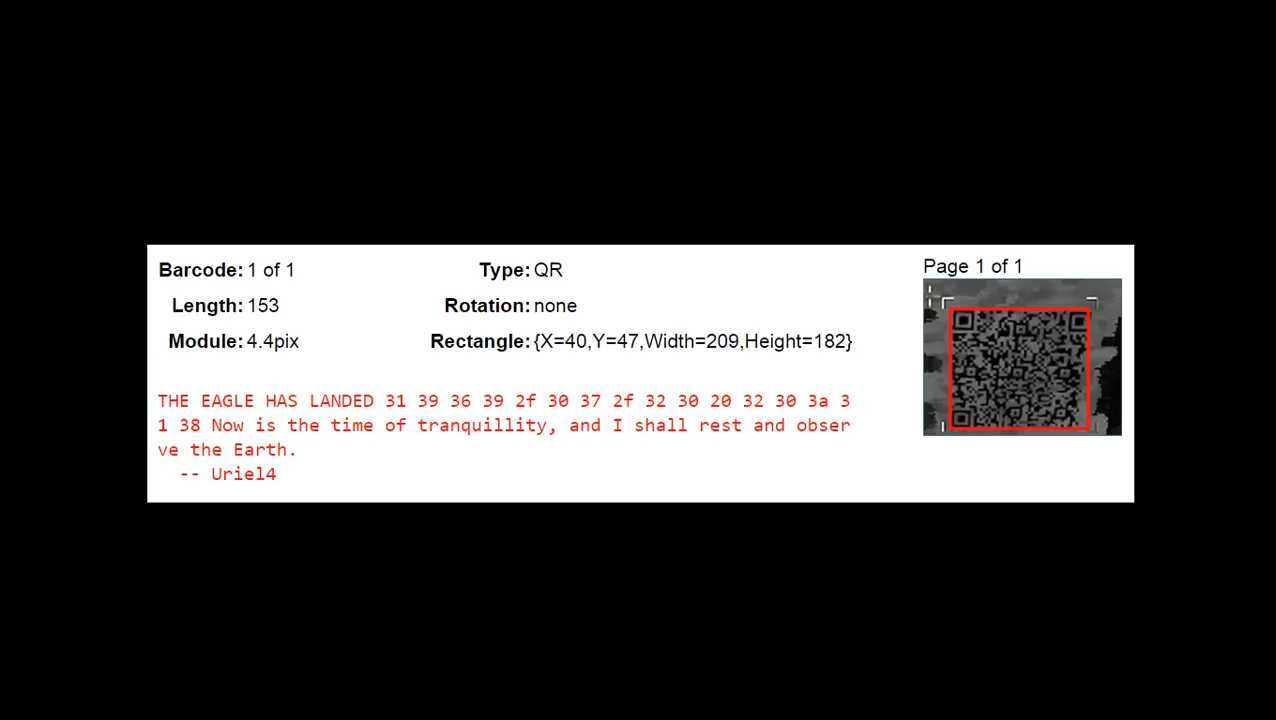 Barcode: 1 of 1 Type: QR Page 1 of 1
Length: 153 Rotation: none
Module: 4.4pix Rectangle: {X=40,Y=47,Width=209,Height=182}
THE EAGLE HAS LANDED 31 39 36 39 2f 30 37 2f 32 30 20 32 30 3a 3
1 38 Now is the time of tranquillity, and I shall rest and obser
ve the Earth.
-- Uriel4